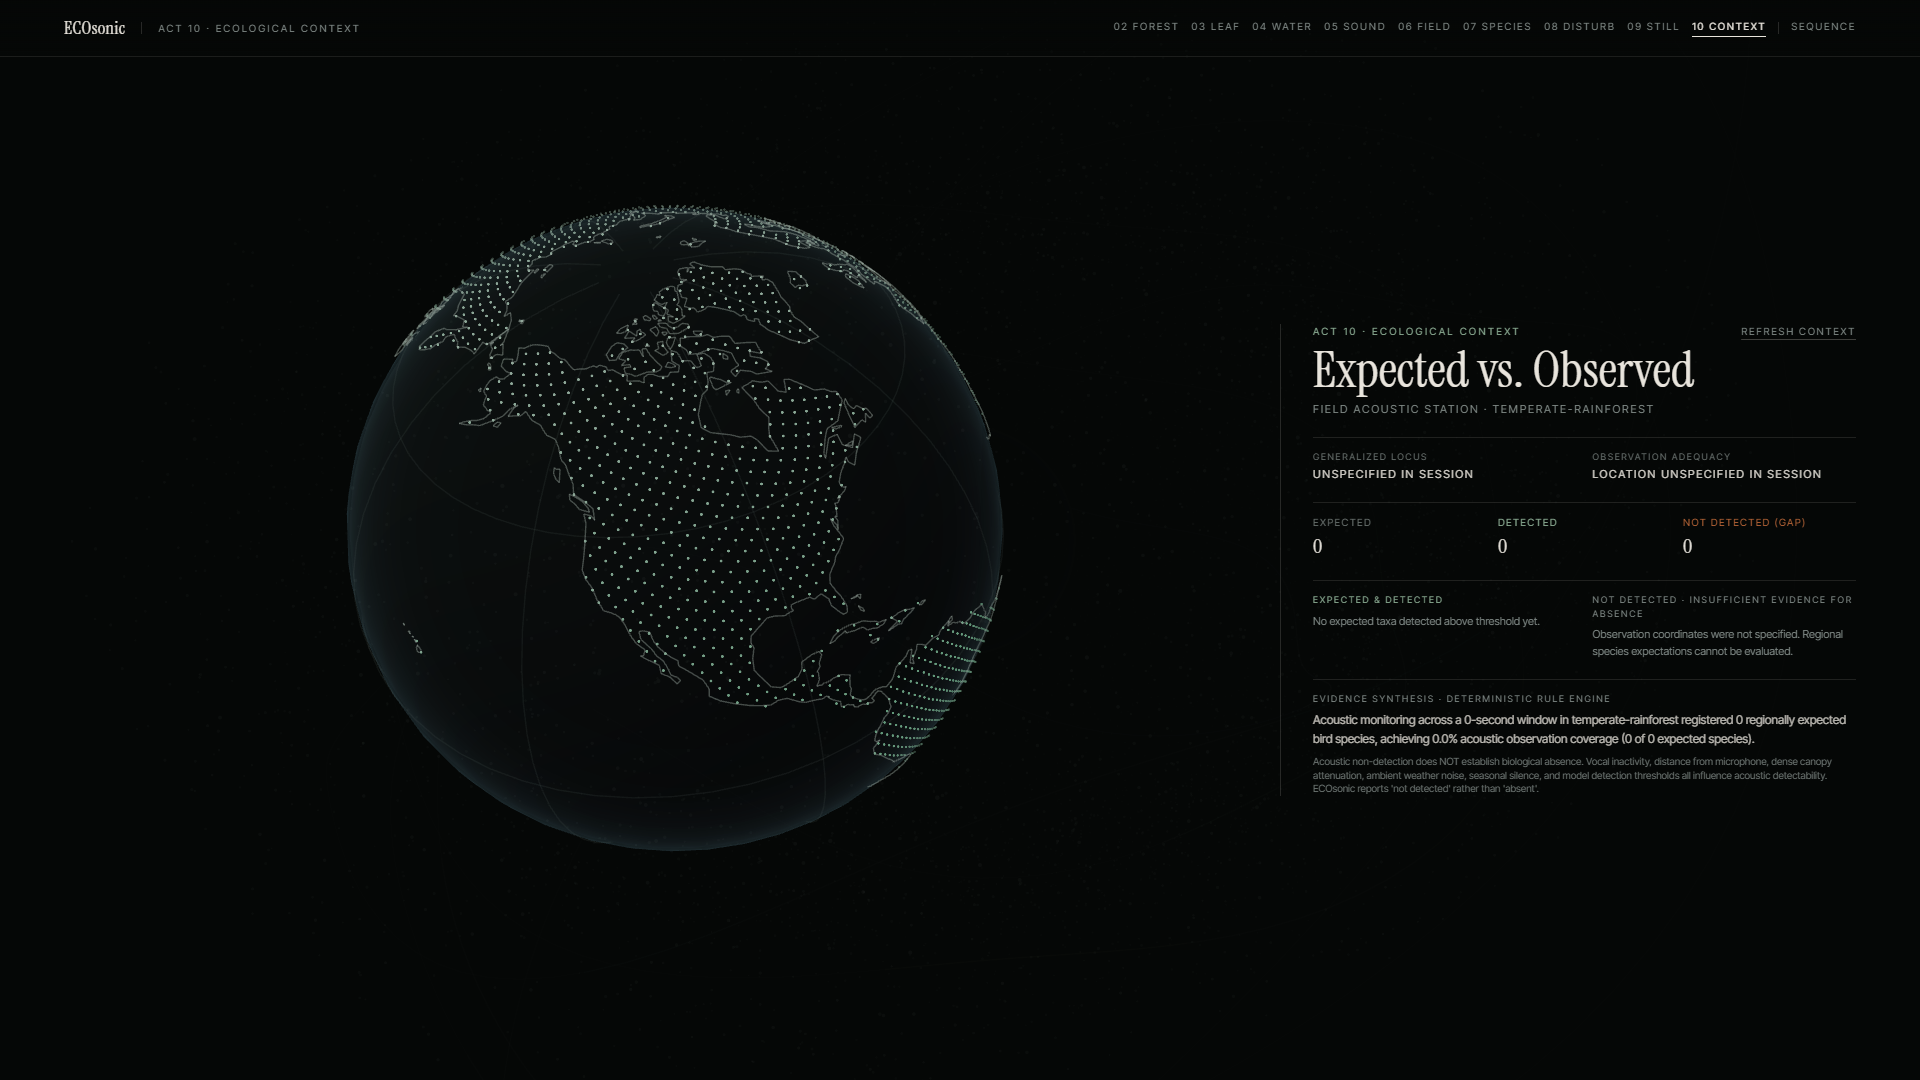 ECOsonic
ACT 10 · ECOLOGICAL CONTEXT
02 FOREST 03 LEAF 04 WATER 05 SOUND 06 FIELD 07 SPECIES 08 DISTURB 09 STILL 10 CONTEXT SEQUENCE
ACT 10 · ECOLOGICAL CONTEXT
REFRESH CONTEXT
Expected vs. Observed
FIELD ACOUSTIC STATION · TEMPERATE-RAINFOREST
GENERALIZED LOCUS
UNSPECIFIED IN SESSION
OBSERVATION ADEQUACY
LOCATION UNSPECIFIED IN SESSION
EXPECTED
0
DETECTED
0
NOT DETECTED (GAP)
0
EXPECTED & DETECTED
No expected taxa detected above threshold yet.
NOT DETECTED · INSUFFICIENT EVIDENCE FOR
ABSENCE
Observation coordinates were not specified. Regional
species expectations cannot be evaluated.
EVIDENCE SYNTHESIS · DETERMINISTIC RULE ENGINE
Acoustic monitoring across a 0-second window in temperate-rainforest registered 0 regionally expected
bird species, achieving 0.0% acoustic observation coverage (0 of 0 expected species).
Acoustic non-detection does NOT establish biological absence. Vocal inactivity, distance from microphone, dense canopy
attenuation, ambient weather noise, seasonal silence, and model detection thresholds all influence acoustic detectability.
ECOsonic reports 'not detected' rather than 'absent'.